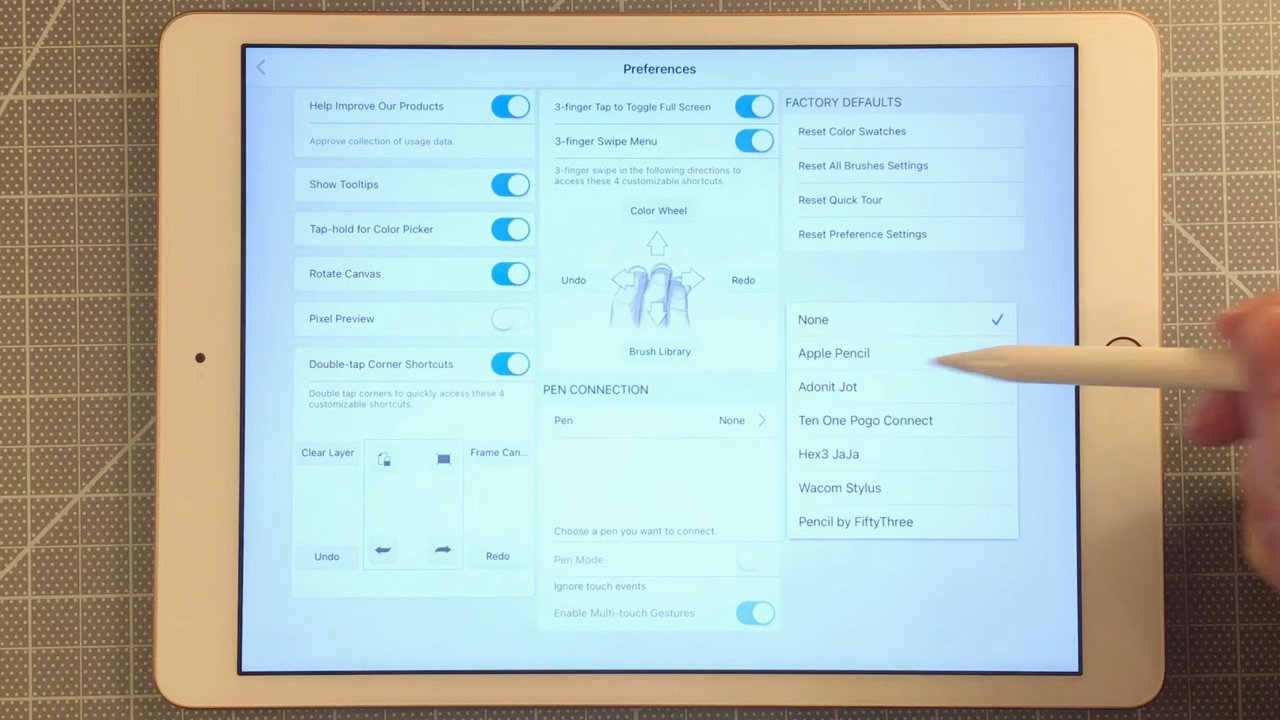 Preferences
Help Improve Our Products
Approve collection of usage data.
Show Tooltips
Tap-hold for Color Picker
Rotate Canvas
Pixel Preview
Double-tap Corner Shortcuts
Double tap corners to quickly access these 4
customizable shortcuts.
Clear Layer
Frame Can...
Undo
Redo
3-finger Tap to Toggle Full Screen
3-finger Swipe Menu
3-finger swipe in the following directions to
access these 4 customizable shortcuts.
Color Wheel
Undo
Redo
Brush Library
PEN CONNECTION
Pen
None
Choose a pen you want to connect.
Pen Mode
Ignore touch events
Enable Multi-touch Gestures
FACTORY DEFAULTS
Reset Color Swatches
Reset All Brushes Settings
Reset Quick Tour
Reset Preference Settings
None
Apple Pencil
Adonit Jot
Ten One Pogo Connect
Hex3 JaJa
Wacom Stylus
Pencil by FiftyThree